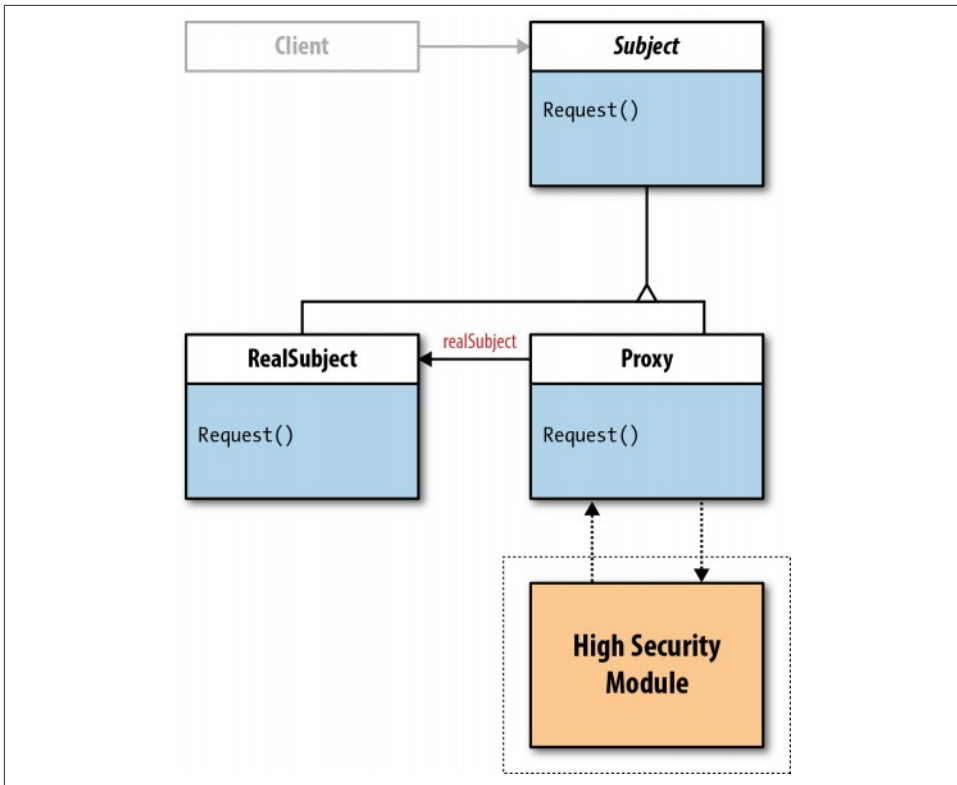 Client
Subject
Request()
RealSubject
realSubject
Proxy
Request()
Request()
High Security
Module